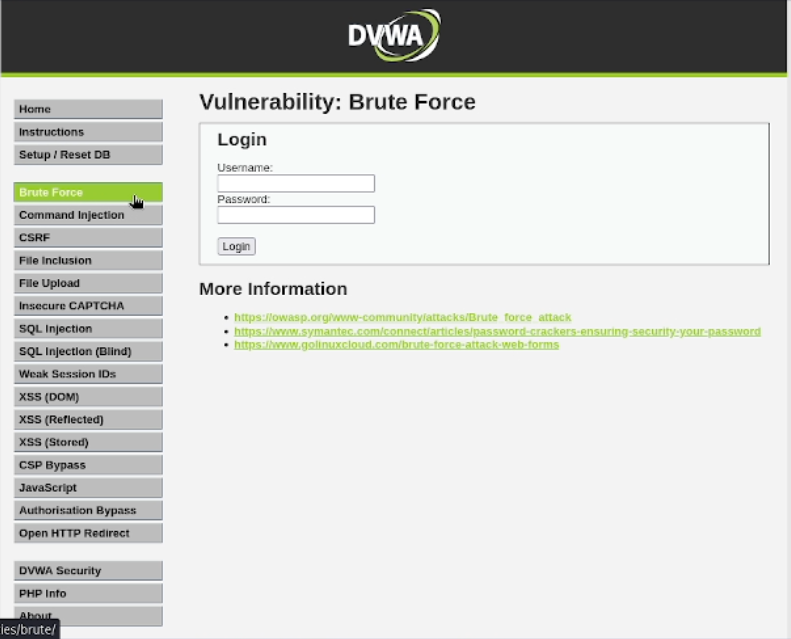 DVWA
Vulnerability: Brute Force
Home
Instructions
Setup / Reset DB
Brute Force
Command Injection
CSRF
File Inclusion
File Upload
Insecure CAPTCHA
SQL Injection
SQL Injection (Blind)
Weak Session IDs
XSS (DOM)
XSS (Reflected)
XSS (Stored)
CSP Bypass
JavaScript
Authorisation Bypass
Open HTTP Redirect
DVWA Security
PHP Info
About
ies/brute/
Login
Username:
Password:
Login
More Information
https://owasp.org/www-community/attacks/Brute_force_attack
https://www.symantec.com/connect/articles/password-crackers-ensuring-security-your-password
https://www.golinuxcloud.com/brute-force-attack-web-forms